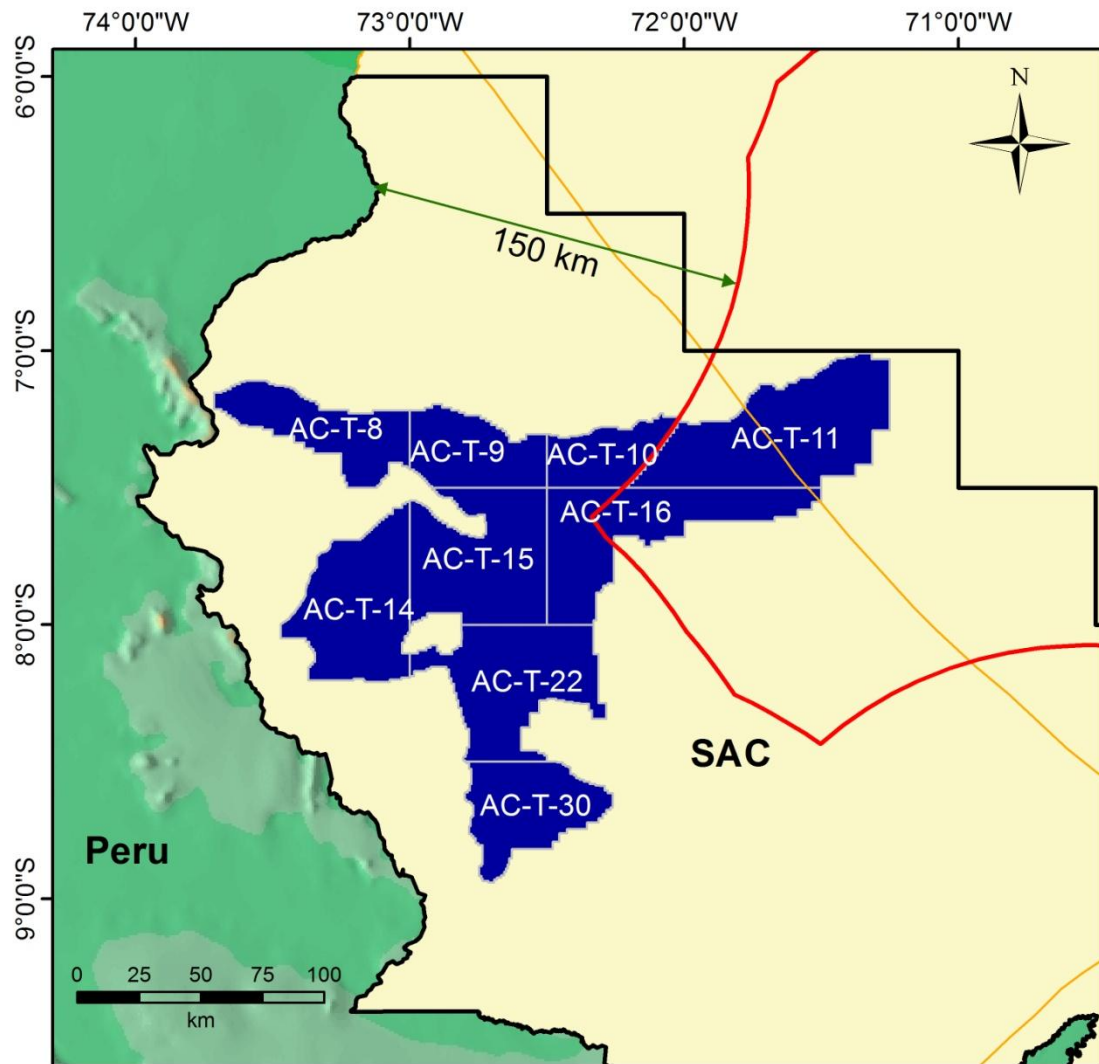 74°0'0"W
73°0'0"W
72°0'0"W
71°0'0"W
6°0'0"S
7°0'0"S
8°0'0"S
9°0'0"S
N
150 km
AC-T-8
AC-T-9
AC-T-10
AC-T-11
AC-T-16
AC-T-15
AC-T-14
AC-T-22
SAC
AC-T-30
Peru
0 25 50 75 100
km